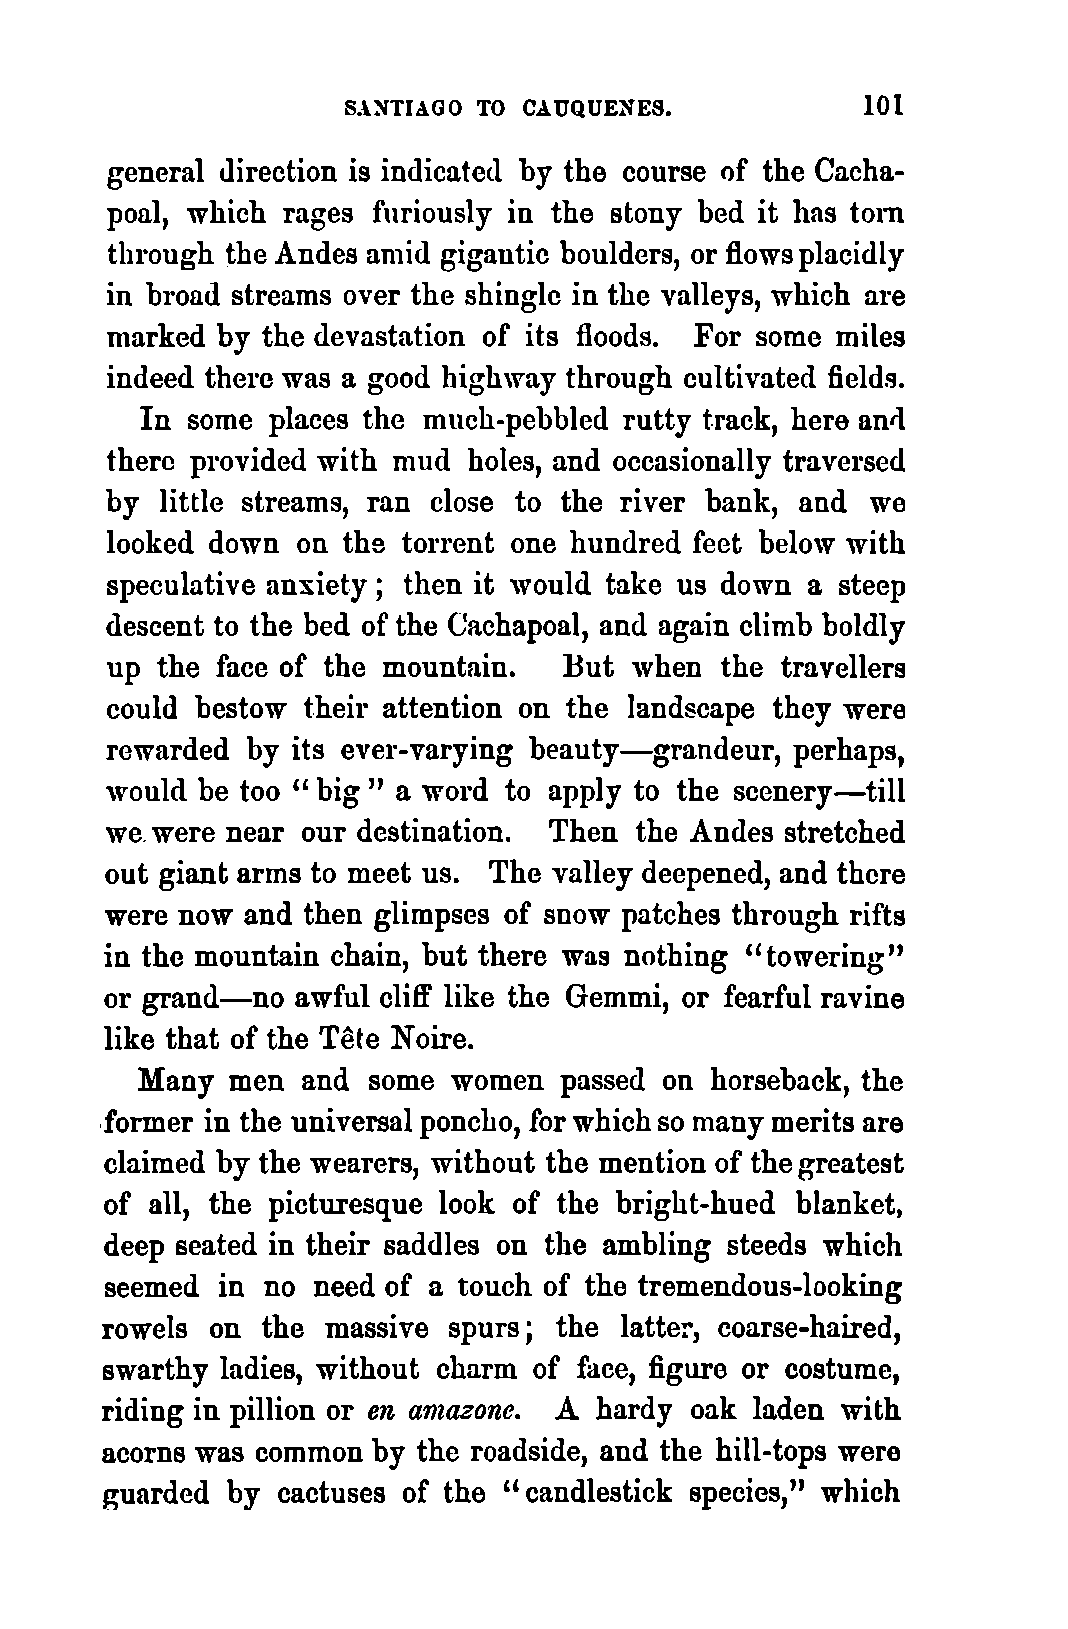 SANTIAGO TO CAUQUENES. 101
general direction is indicated by the course of the Cacha-
poal, which rages furiously in the stony bed it has torn
through the Andes amid gigantic boulders, or flows placidly
in broad streams over the shingle in the valleys, which are
marked by the devastation of its floods. For some miles
indeed there was a good highway through cultivated fields.
In some places the much-pebbled rutty track, here and
there provided with mud holes, and occasionally traversed
by little streams, ran close to the river bank, and we
looked down on the torrent one hundred feet below with
speculative anxiety ; then it would take us down a steep
descent to the bed of the Cachapoal, and again climb boldly
up the face of the mountain. But when the travellers
could bestow their attention on the landscape they were
rewarded by its ever-varying beauty—grandeur, perhaps,
would be too “ big ” a word to apply to the scenery—till
we were near our destination. Then the Andes stretched
out giant arms to meet us. The valley deepened, and there
were now and then glimpses of snow patches through rifts
in the mountain chain, but there was nothing “towering”
or grand—no awful cliff like the Gemmi, or fearful ravine
like that of the Tête Noire.
Many men and some women passed on horseback, the
former in the universal poncho, for which so many merits are
claimed by the wearers, without the mention of the greatest
of all, the picturesque look of the bright-hued blanket,
deep seated in their saddles on the ambling steeds which
seemed in no need of a touch of the tremendous-looking
rowels on the massive spurs; the latter, coarse-haired,
swarthy ladies, without charm of face, figure or costume,
riding in pillion or en amazone. A hardy oak laden with
acorns was common by the roadside, and the hill-tops were
guarded by cactuses of the “candlestick species,” which